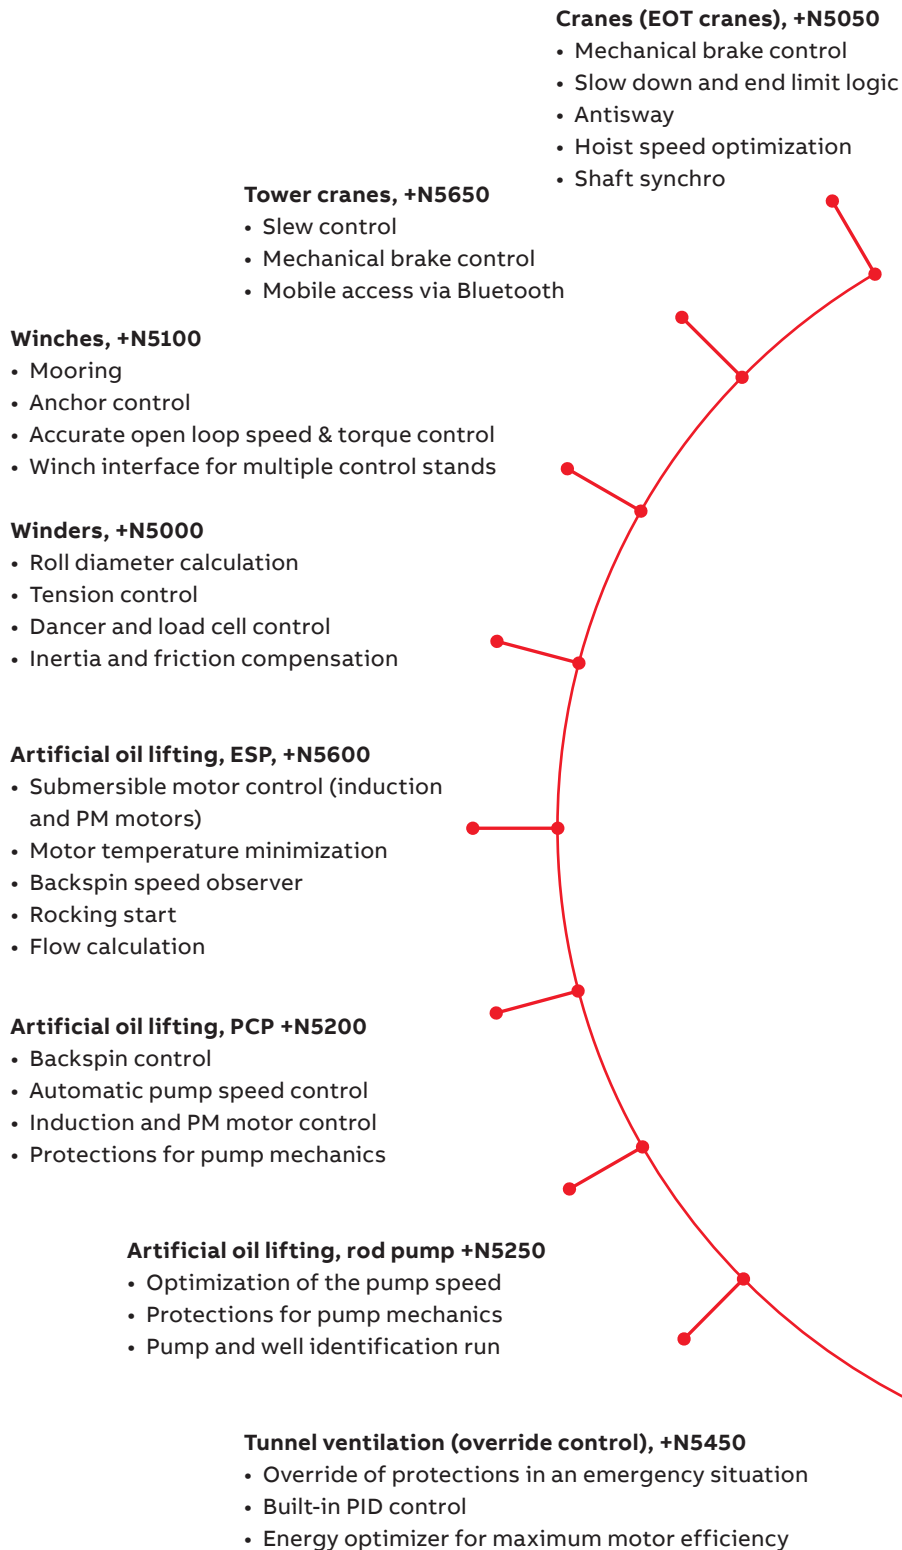 Cranes (EOT cranes), +N5050
• Mechanical brake control
• Slow down and end limit logic
• Antisway
• Hoist speed optimization
• Shaft synchro
Tower cranes, +N5650
• Slew control
• Mechanical brake control
• Mobile access via Bluetooth
Winches, +N5100
• Mooring
• Anchor control
• Accurate open loop speed & torque control
• Winch interface for multiple control stands
Winders, +N5000
• Roll diameter calculation
• Tension control
• Dancer and load cell control
• Inertia and friction compensation
Artificial oil lifting, ESP, +N5600
• Submersible motor control (induction
and PM motors)
• Motor temperature minimization
• Backspin speed observer
• Rocking start
• Flow calculation
Artificial oil lifting, PCP +N5200
• Backspin control
• Automatic pump speed control
• Induction and PM motor control
• Protections for pump mechanics
Artificial oil lifting, rod pump +N5250
• Optimization of the pump speed
• Protections for pump mechanics
• Pump and well identification run
Tunnel ventilation (override control), +N5450
• Override of protections in an emergency situation
• Built-in PID control
• Energy optimizer for maximum motor efficiency